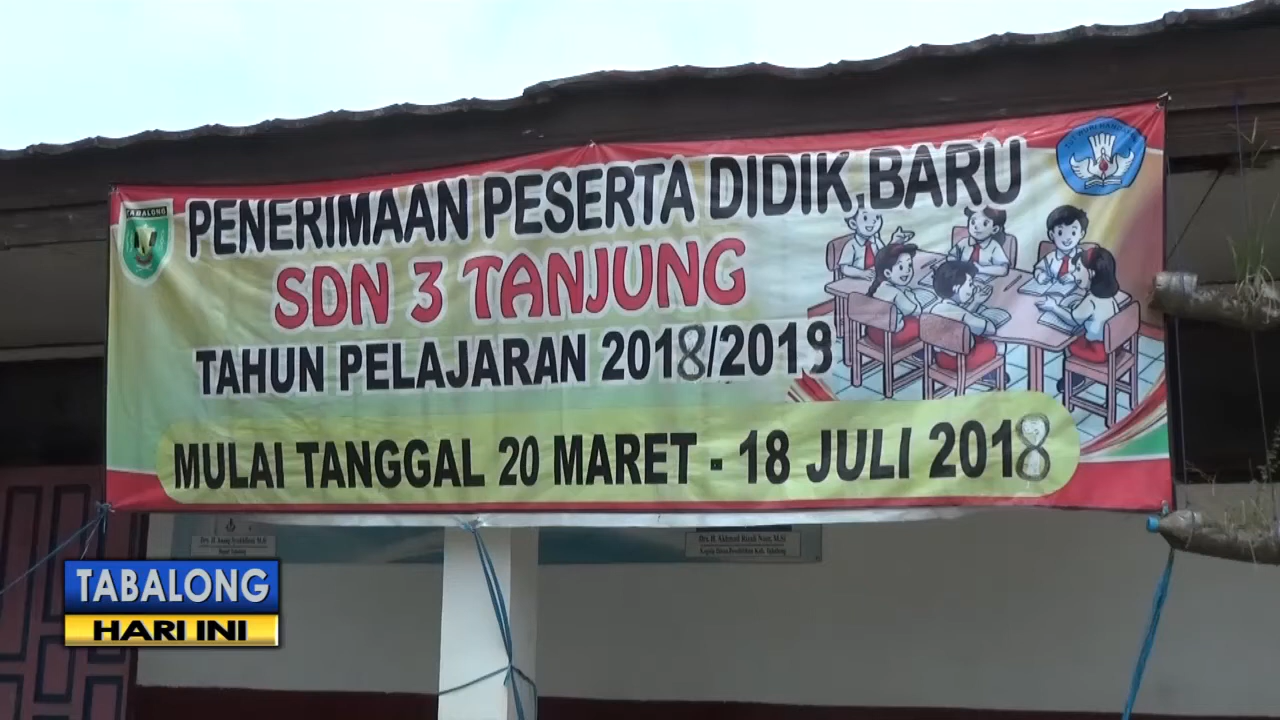 PENERIMAAN PESERTA DIDIK BARU
SDN 3 TANJUNG
TAHUN PELAJARAN 2018/2019
MULAI TANGGAL 20 MARET - 18 JULI 2018
TABALONG
TABALONG
HARI INI